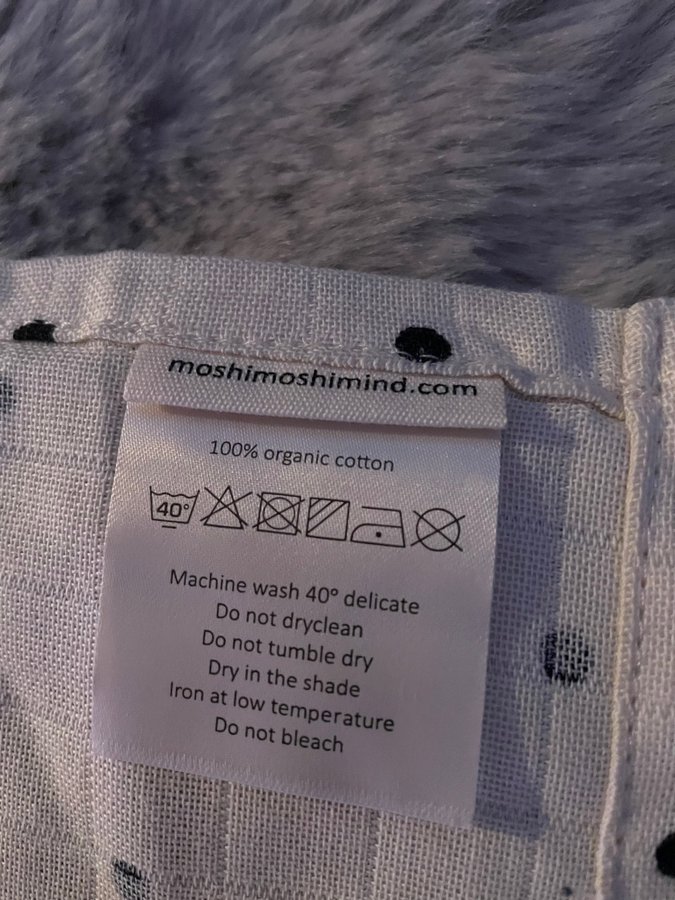 moshimoshimind.com
100% organic cotton
40°
Machine wash 40° delicate
Do not dryclean
Do not tumble dry
Dry in the shade
Iron at low temperature
Do not bleach